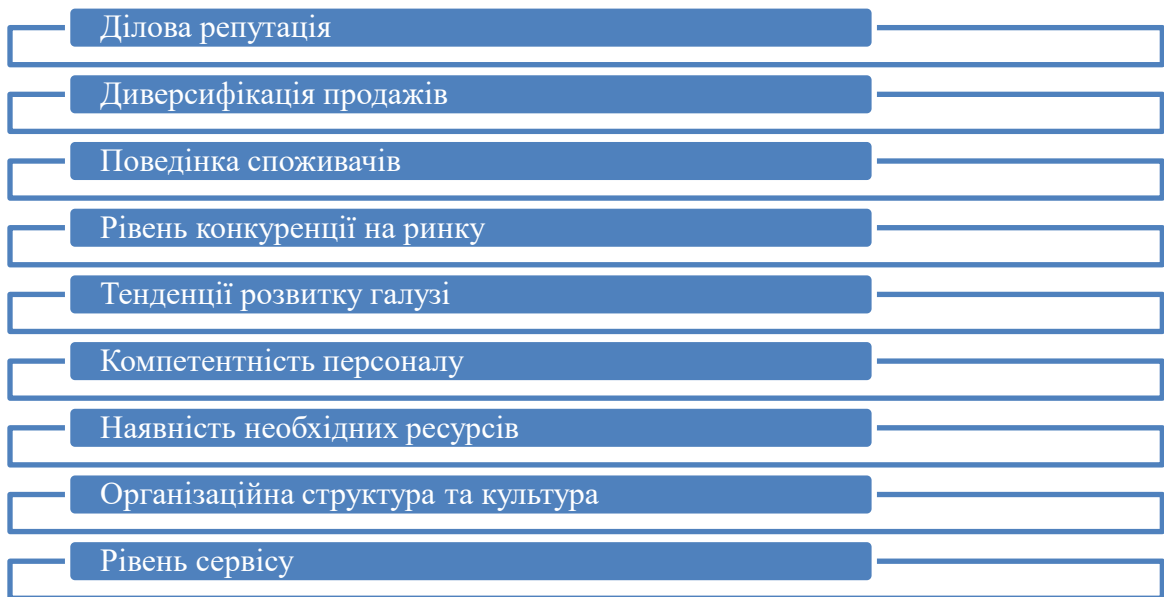 Ділова репутація
Диверсифікація продажів
Поведінка споживачів
Рівень конкуренції на ринку
Тенденції розвитку галузі
Компетентність персоналу
Наявність необхідних ресурсів
Організаційна структура та культура
Рівень сервісу